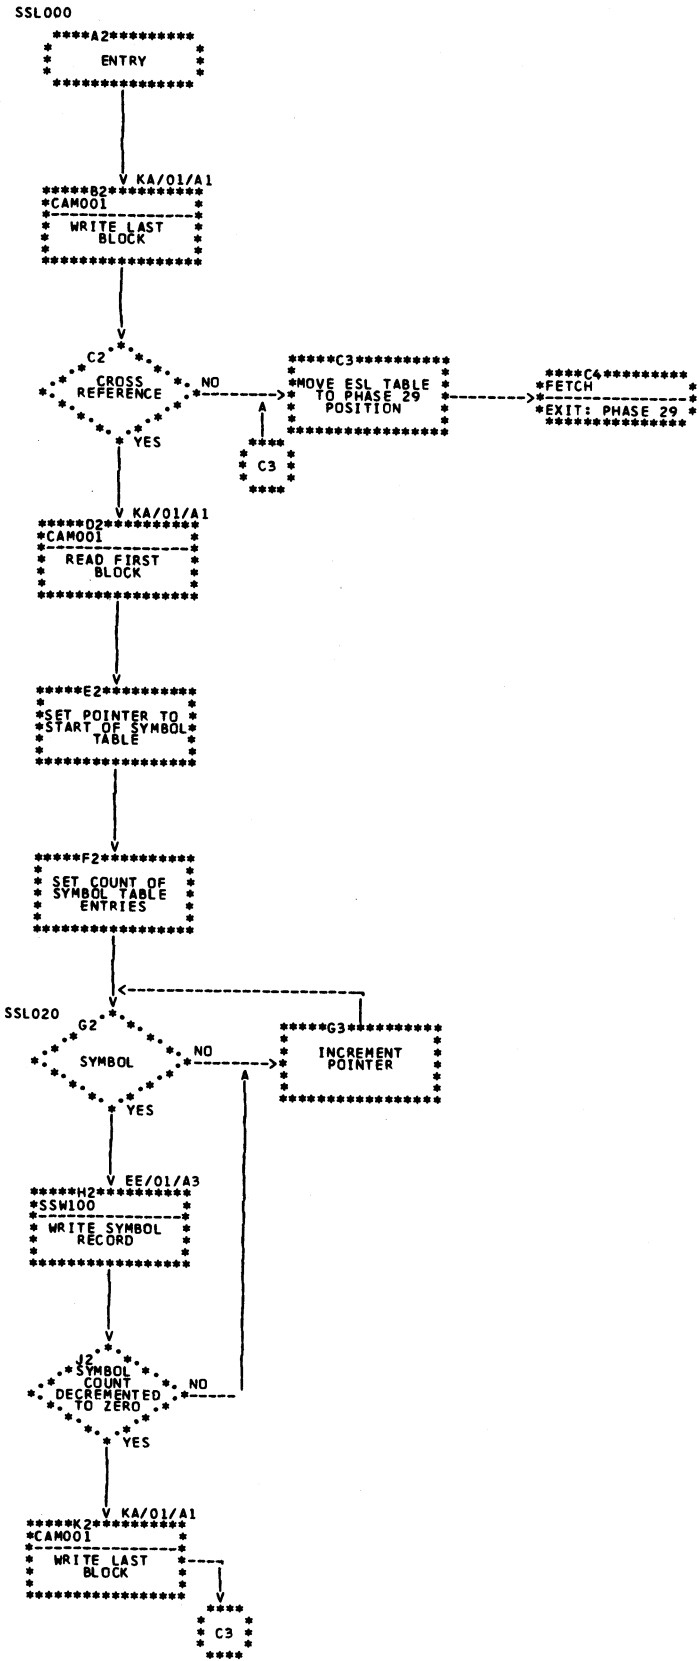 SSL000
A2
ENTRY
KA/01/A1
B2
CAM001
WRITE LAST
BLOCK
C2
CROSS
REFERENCE
NO
YES
C3
MOVE ESL TABLE
TO PHASE 29
POSITION
C4
FETCH
EXIT: PHASE 29
C3
KA/01/A1
D2
CAM001
READ FIRST
BLOCK
E2
SET POINTER TO
START OF SYMBOL
TABLE
F2
SET COUNT OF
SYMBOL TABLE
ENTRIES
SSL020
G2
SYMBOL
NO
YES
G3
INCREMENT
POINTER
EE/01/A3
H2
SSW100
WRITE SYMBOL
RECORD
J2
SYMBOL
COUNT
DECREMENTED
TO ZERO
NO
YES
KA/01/A1
K2
CAM001
WRITE LAST
BLOCK
C3